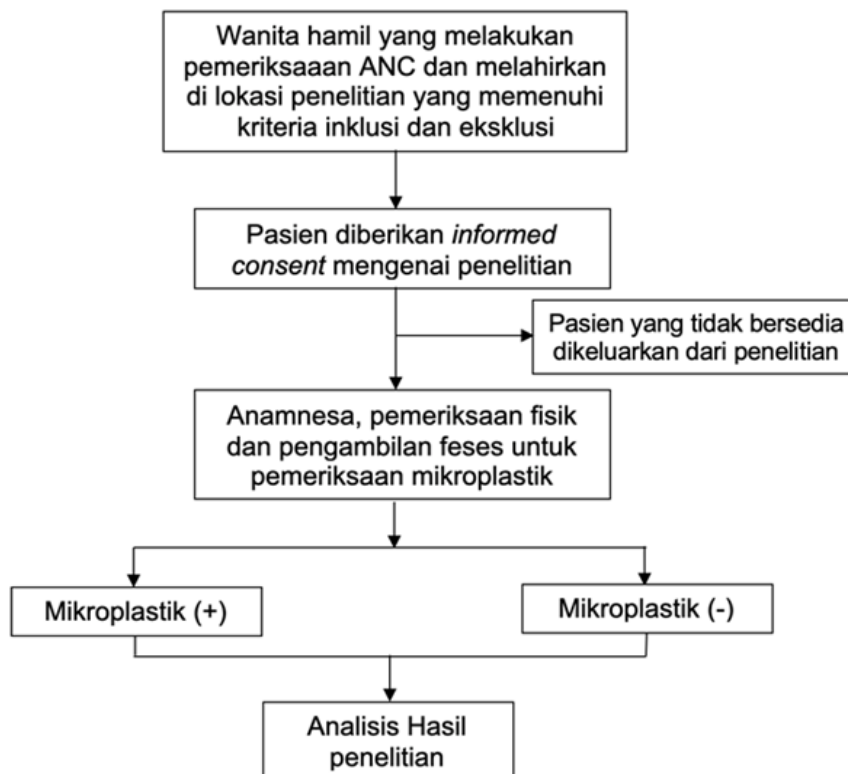 Wanita hamil yang melakukan
pemeriksaaan ANC dan melahirkan
di lokasi penelitian yang memenuhi
kriteria inklusi dan eksklusi
Pasien diberikan informed
consent mengenai penelitian
Pasien yang tidak bersedia
dikeluarkan dari penelitian
Anamnesa, pemeriksaan fisik
dan pengambilan feses untuk
pemeriksaan mikroplastik
Mikroplastik (+)
Mikroplastik (-)
Analisis Hasil
penelitian